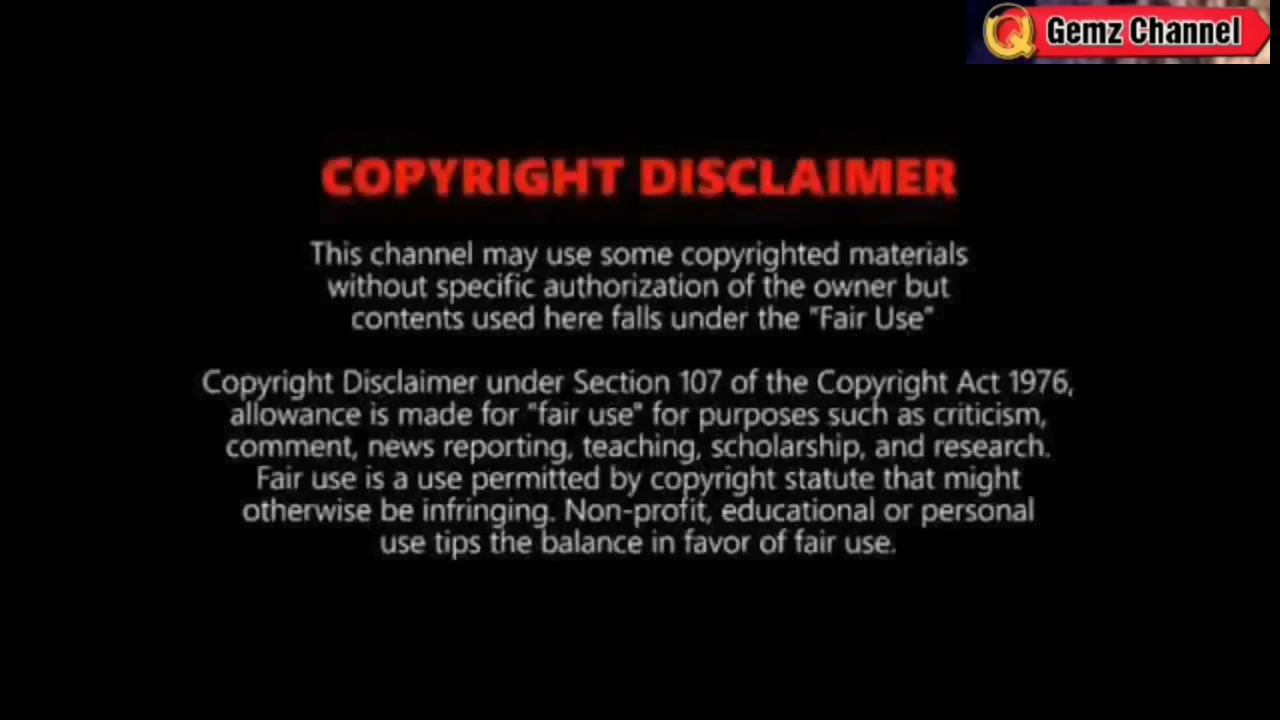 Gemz Channel
COPYRIGHT DISCLAIMER
This channel may use some copyrighted materials
without specific authorization of the owner but
contents used here falls under the "Fair Use"
Copyright Disclaimer under Section 107 of the Copyright Act 1976,
allowance is made for "fair use" for purposes such as criticism,
comment, news reporting, teaching, scholarship, and research.
Fair use is a use permitted by copyright statute that might
otherwise be infringing. Non-profit, educational or personal
use tips the balance in favor of fair use.